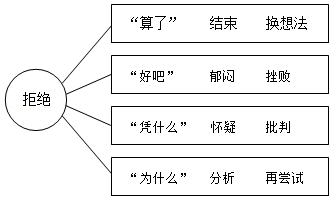 拒绝
“算了” 结束 换想法
“好吧” 郁闷 挫败
“凭什么” 怀疑 批判
“为什么” 分析 再尝试